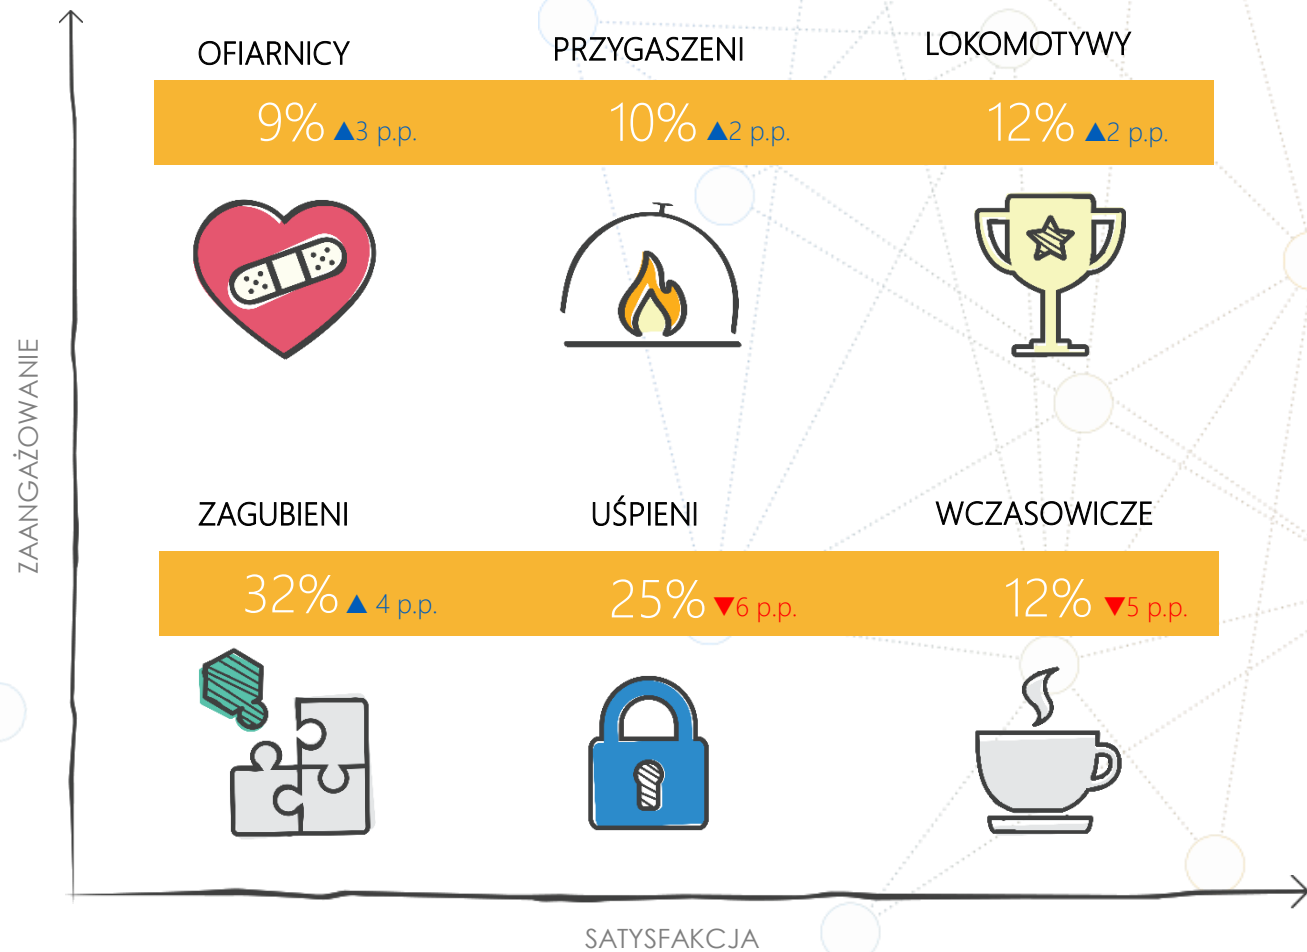 OFIARNICY
PRZYGASZENI
LOKOMOTYWY
9% ▲3 p.p.
10% ▲2 p.p.
12% ▲2 p.p.
ZAANGAŻOWANIE
ZAGUBIENI
UŚPIENI
WCZASOWICZE
32% ▲ 4 p.p.
25% ▼6 p.p.
12% ▼5 p.p.
SATYSFAKCJA